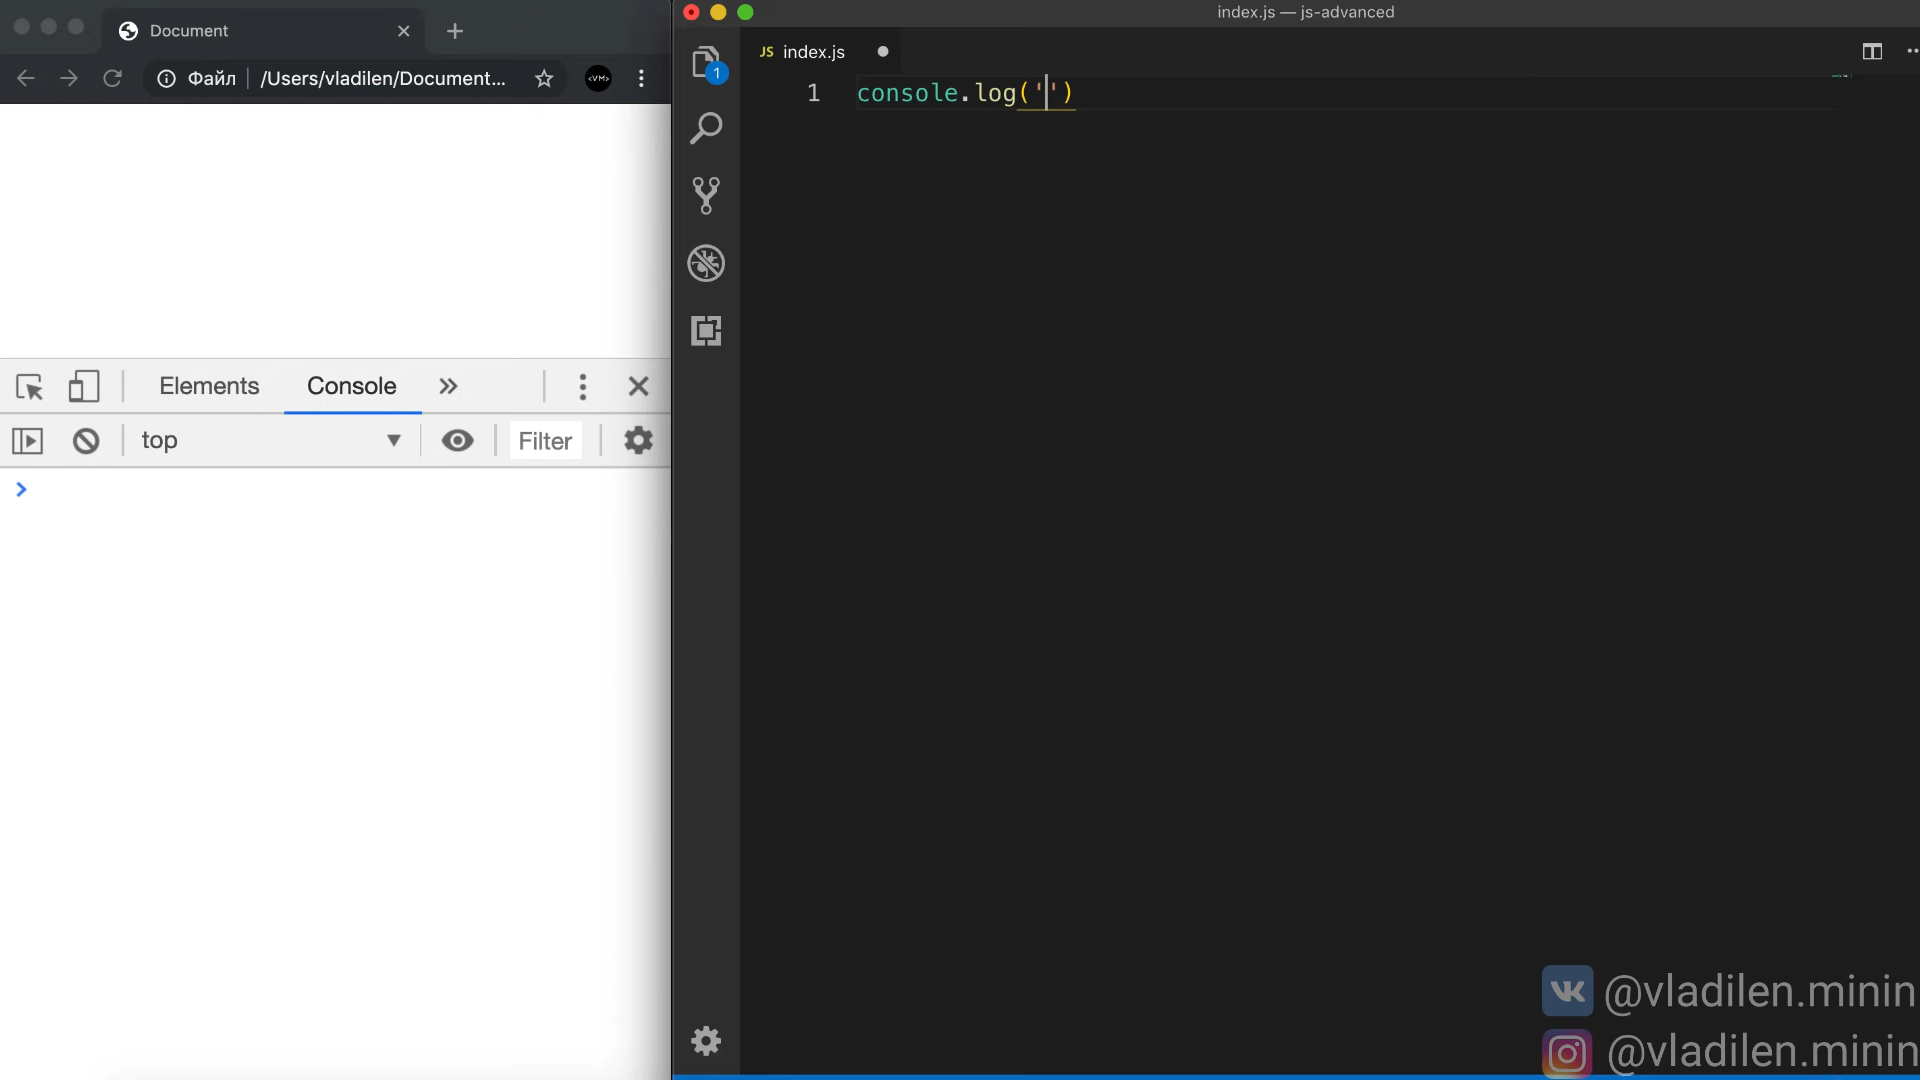 Document
Файл /Users/vladilen/Document...
Elements Console
top Filter
index.js — js-advanced
JS index.js
1
1 console.log('')
@vladilen.minin
@vladilen.minin